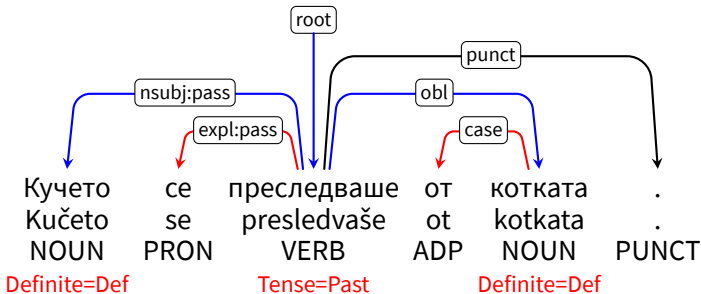 root
punct
nsubj:pass obl
expl:pass case
Кучето се преследваше от котката .
Kučeto se presledvaše ot kotkata .
NOUN PRON VERB ADP NOUN PUNCT
Definite=Def Tense=Past Definite=Def